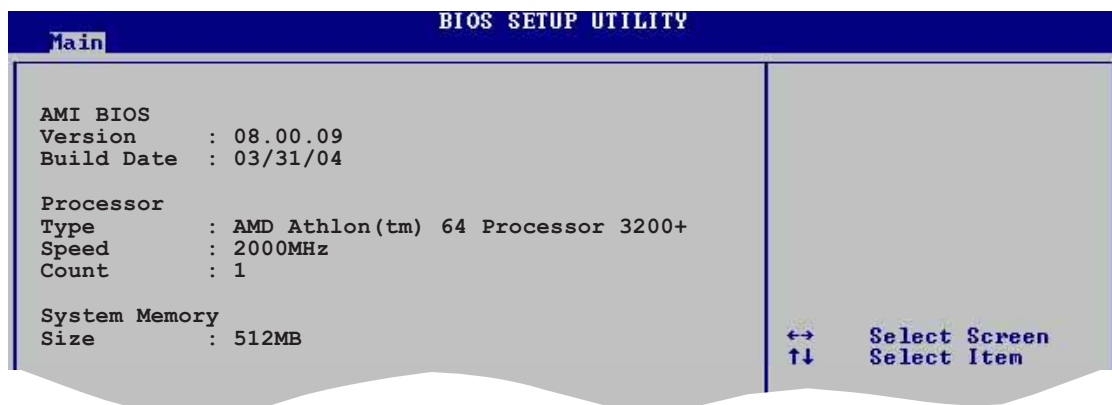 BIOS SETUP UTILITY
Main
AMI BIOS
Version : 08.00.09
Build Date : 03/31/04
Processor
Type : AMD Athlon(tm) 64 Processor 3200+
Speed : 2000MHz
Count : 1
System Memory
Size : 512MB
←→ Select Screen
↑↓ Select Item